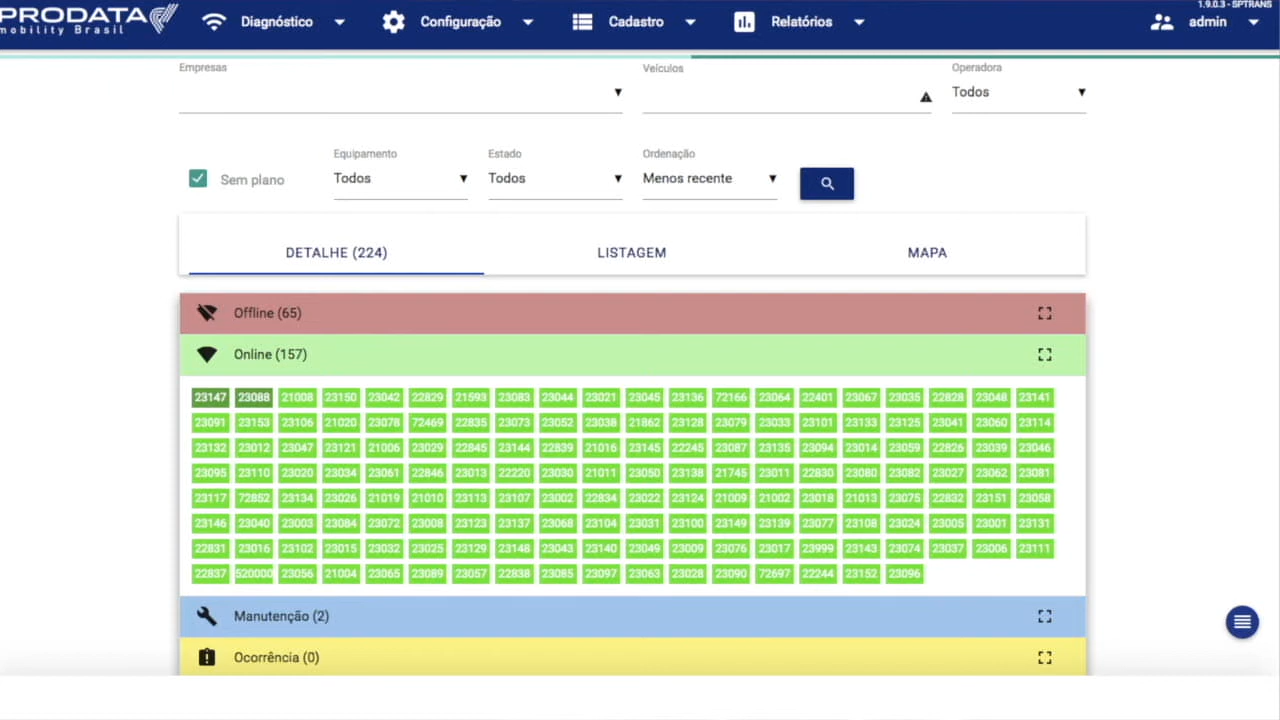 1.9.0.3 - SPTRANS
PRODATA
mobility Brasil
Diagnóstico
Configuração
Cadastro
Relatórios
admin
Empresas
Veículos
Operadora
Todos
Sem plano
Equipamento
Todos
Estado
Todos
Ordenação
Menos recente
DETALHE (224)
LISTAGEM
MAPA
Offline (65)
Online (157)
23147 23088 21008 23150 23042 22829 21593 23083 23044 23021 23045 23136 72166 23064 22401 23067 23035 22828 23048 23141
23091 23153 23106 21020 23078 72469 22835 23073 23052 23038 21862 23128 23079 23033 23101 23133 23125 23041 23060 23114
23132 23012 23047 23121 21006 23029 22845 23144 22839 21016 23145 22245 23087 23135 23094 23014 23059 22826 23039 23046
23095 23110 23020 23034 23061 22846 23013 22220 23030 21011 23050 23138 21745 23011 22830 23080 23082 23027 23062 23081
23117 72852 23134 23026 21019 21010 23113 23107 23002 22834 23022 23124 21009 21002 23018 21013 23075 22832 23151 23058
23146 23040 23003 23084 23072 23008 23123 23137 23068 23104 23031 23100 23149 23139 23077 23108 23024 23005 23001 23131
22831 23016 23102 23015 23032 23025 23129 23148 23043 23140 23049 23009 23076 23017 23999 23143 23074 23037 23006 23111
22837 520000 23056 21004 23065 23089 23057 22838 23085 23097 23063 23028 23090 72697 22244 23152 23096
Manutenção (2)
Ocorrência (0)